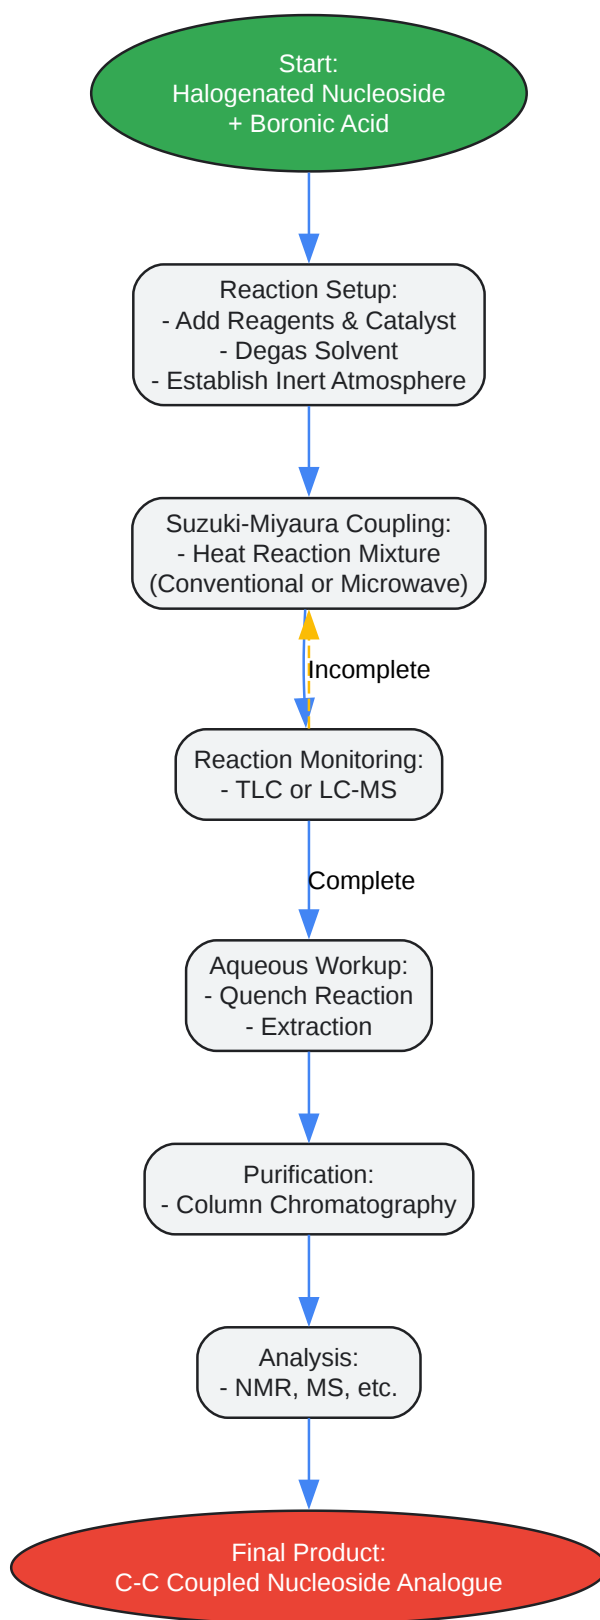 Start:
Halogenated Nucleoside
+ Boronic Acid
Reaction Setup:
- Add Reagents & Catalyst
- Degas Solvent
- Establish Inert Atmosphere
Suzuki-Miyaura Coupling:
- Heat Reaction Mixture
(Conventional or Microwave)
Incomplete
Reaction Monitoring:
- TLC or LC-MS
Complete
Aqueous Workup:
- Quench Reaction
- Extraction
Purification:
- Column Chromatography
Analysis:
- NMR, MS, etc.
Final Product:
C-C Coupled Nucleoside Analogue